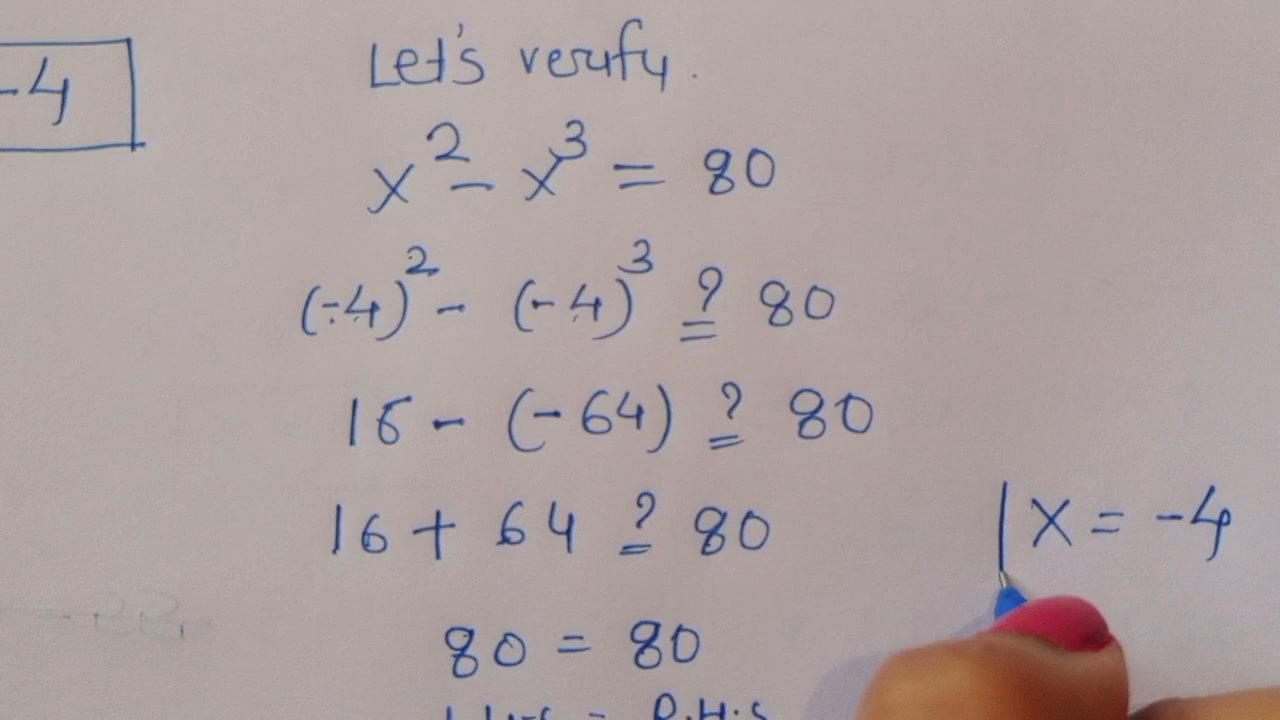 -4
Let's verify.
x² - x³ = 80
(-4)² - (-4)³ ≟ 80
16 - (-64) ≟ 80
16 + 64 ≟ 80
x = -4
80 = 80
L.H.S = R.H.S